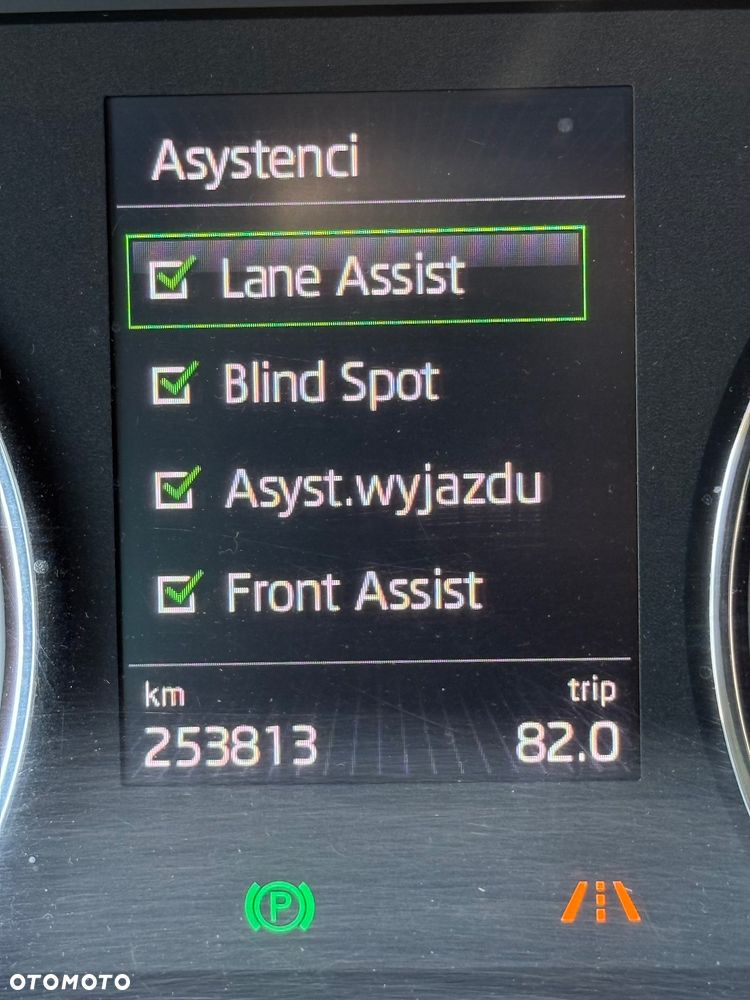 Asystenci
Lane Assist
Blind Spot
Asyst.wyjazdu
Front Assist
km trip
253813 82.0
P
OTOMOTO